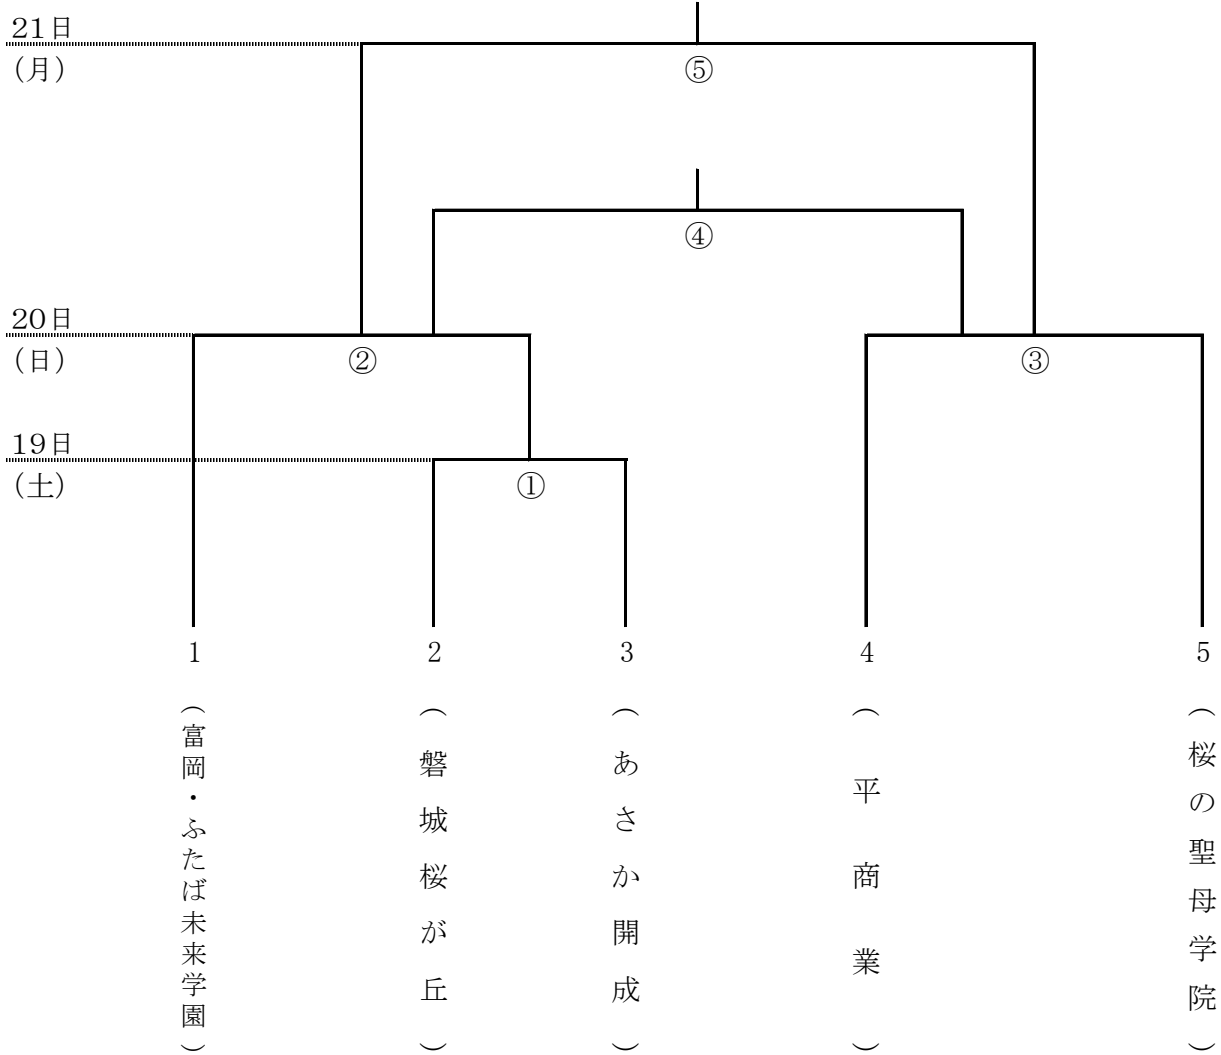 21日
（月）
⑤
④
20日
（日）
②
③
19日
（土）
①
1
2
3
4
5
（富岡・ふたば未来学園）
（磐城桜が丘）
（あさか開成）
（平商業）
（桜の聖母学院）